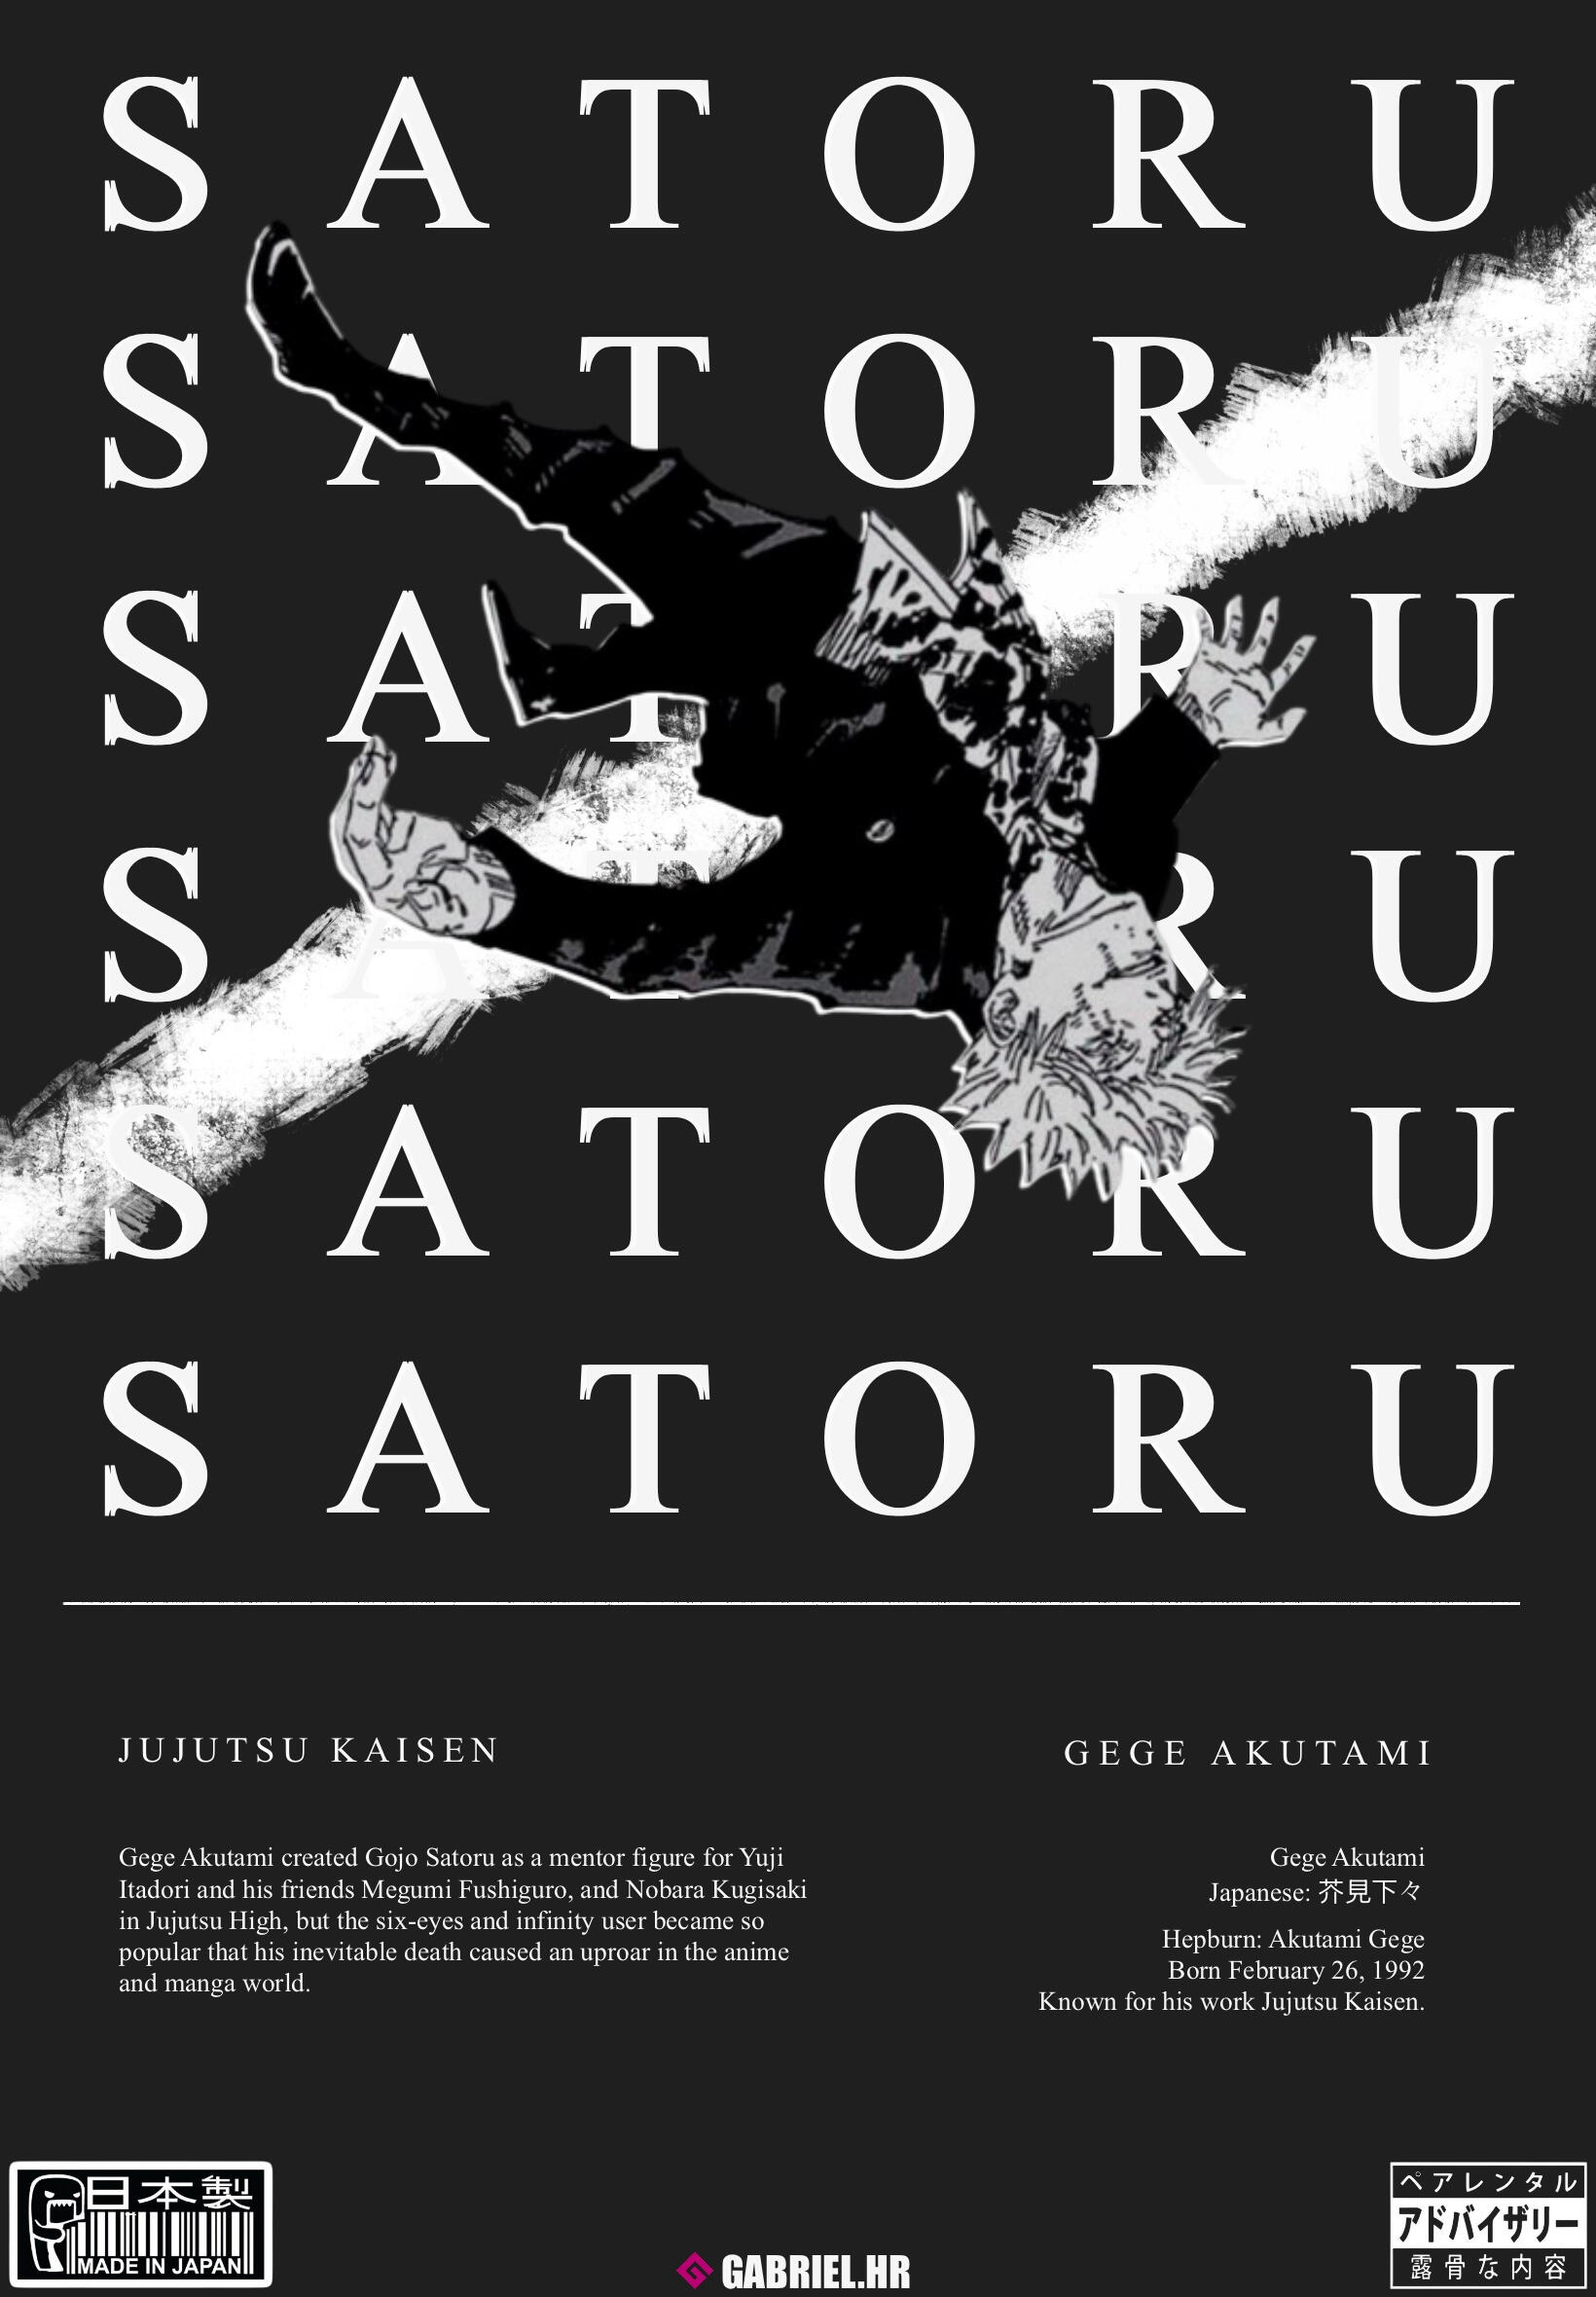 SATORU
SATORU
SATORU
SATORU
SATORU
SATORU
JUJUTSU KAISEN
Gege Akutami created Gojo Satoru as a mentor figure for Yuji
Itadori and his friends Megumi Fushiguro, and Nobara Kugisaki
in Jujutsu High, but the six-eyes and infinity user became so
popular that his inevitable death caused an uproar in the anime
and manga world.
GEGE AKUTAMI
Gege Akutami
Japanese: 芥見下々
Hepburn: Akutami Gege
Born February 26, 1992
Known for his work Jujutsu Kaisen.
日本製
MADE IN JAPAN
GABRIEL.HR
ペアレンタル
アドバイザリー
露骨な内容